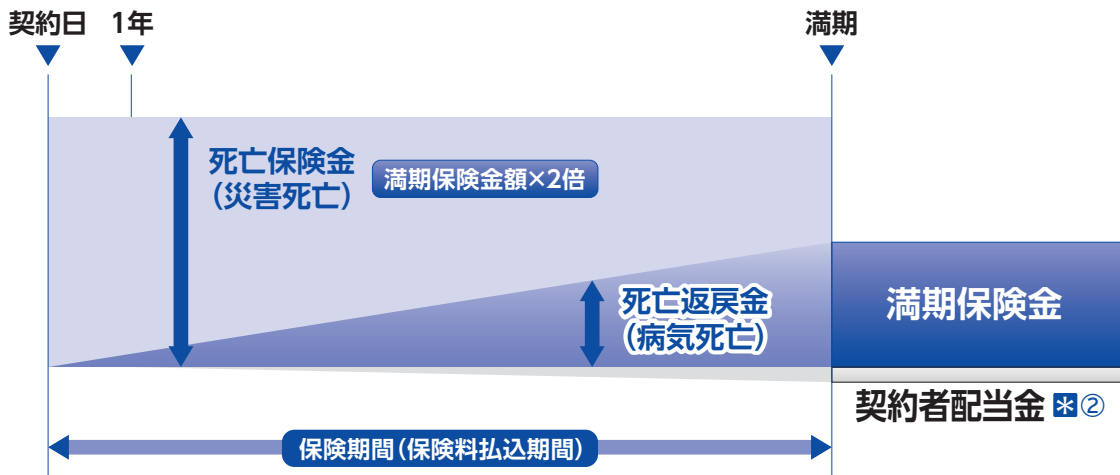 契約日 1年 満期
死亡保険金
(災害死亡)
満期保険金額×2倍
死亡返戻金
(病気死亡)
満期保険金
契約者配当金 *②
保険期間(保険料払込期間)